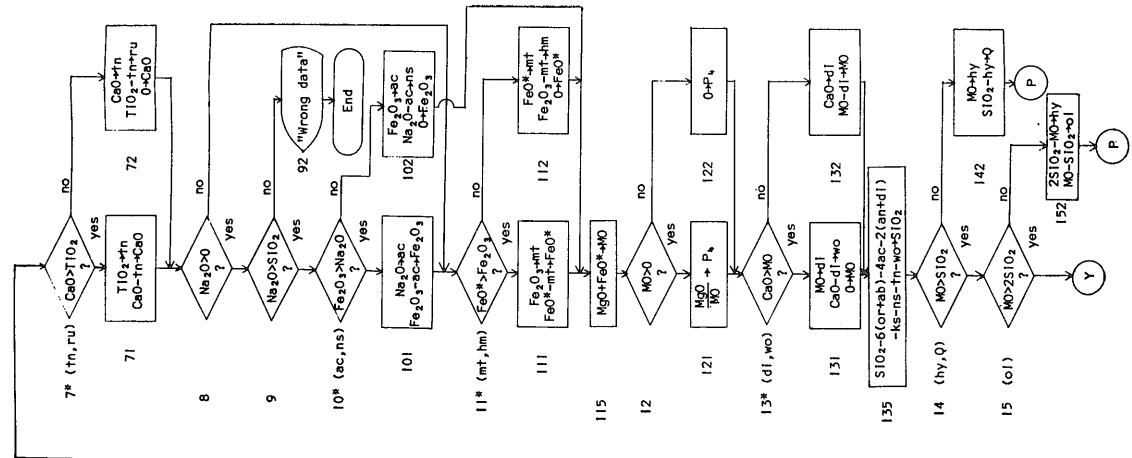 7* (tn,ru)
CaO>TiO₂
?
no
yes
71
TiO₂→tn
CaO-tn→CaO
72
CaO→tn
TiO₂-tn→ru
O→CaO
8
Na₂O>O
?
no
yes
9
Na₂O>SiO₂
?
no
yes
92
"Wrong data"
End
10* (ac,ns)
Fe₂O₃>Na₂O
?
no
yes
101
Na₂O→ac
Fe₂O₃-ac→Fe₂O₃
102
Fe₂O₃→ac
Na₂O-ac→ns
O→Fe₂O₃
11* (mt,hm)
FeO*>Fe₂O₃
?
no
yes
111
Fe₂O₃→mt
FeO*-mt→FeO*
112
FeO*→mt
Fe₂O₃-mt→hm
O→FeO*
115
MgO+FeO*→MO
12
MO>O
?
no
yes
121
MgO → P₄
MO
122
O→P₄
13* (di,wo)
CaO>MO
?
no
yes
131
MO→di
CaO-di→wo
O→MO
132
CaO→di
MO-di→MO
135
SiO₂-6(or+ab)-4ac-2(an+di)
-ks-ns-tn-wo→SiO₂
14 (hy,Q)
MO>SiO₂
?
no
yes
142
MO→hy
SiO₂-hy→Q
P
15 (ol)
MO>2SiO₂
?
no
yes
152
2SiO₂-MO→hy
MO-SiO₂→ol
P
Y